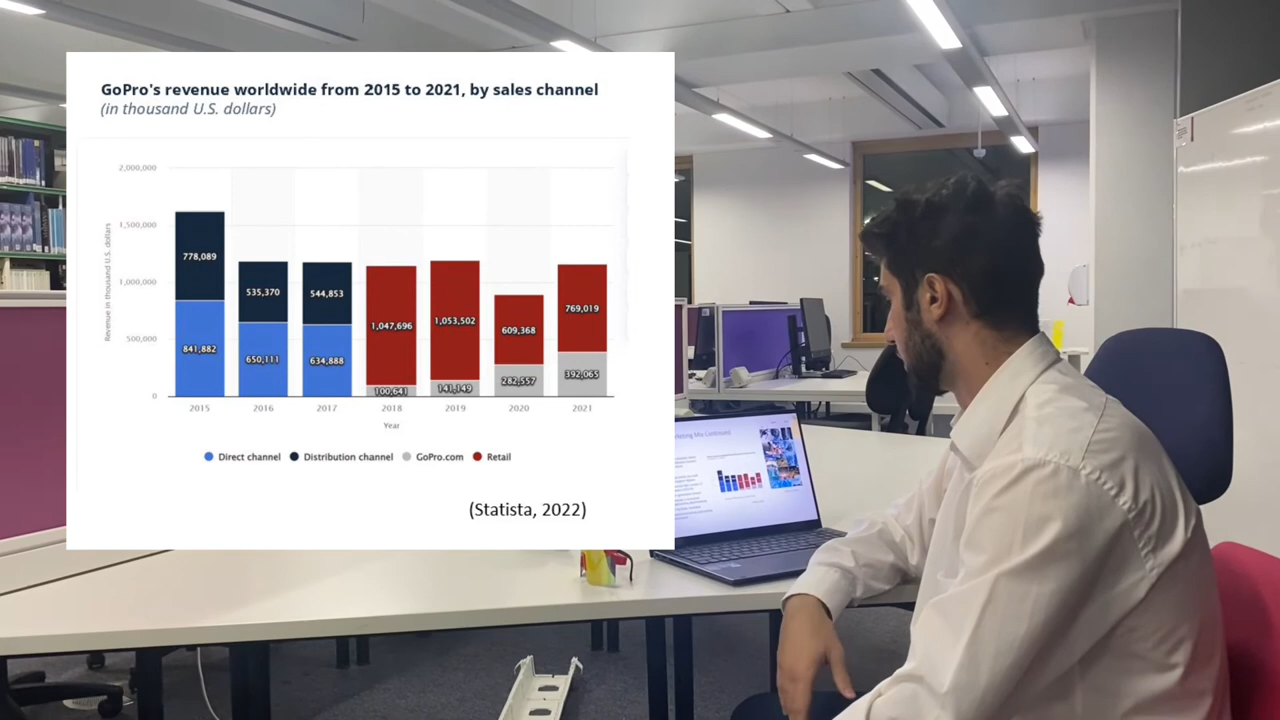 GoPro's revenue worldwide from 2015 to 2021, by sales channel
(in thousand U.S. dollars)
Revenue in thousand U.S. dollars
2,000,000
1,500,000
1,000,000
500,000
0
778,089
841,882
535,370
650,111
544,853
634,888
1,047,696
100,641
1,053,502
141,149
609,368
282,557
769,019
392,065
2015 2016 2017 2018 2019 2020 2021
Year
Direct channel Distribution channel GoPro.com Retail
(Statista, 2022)
Mix Continued